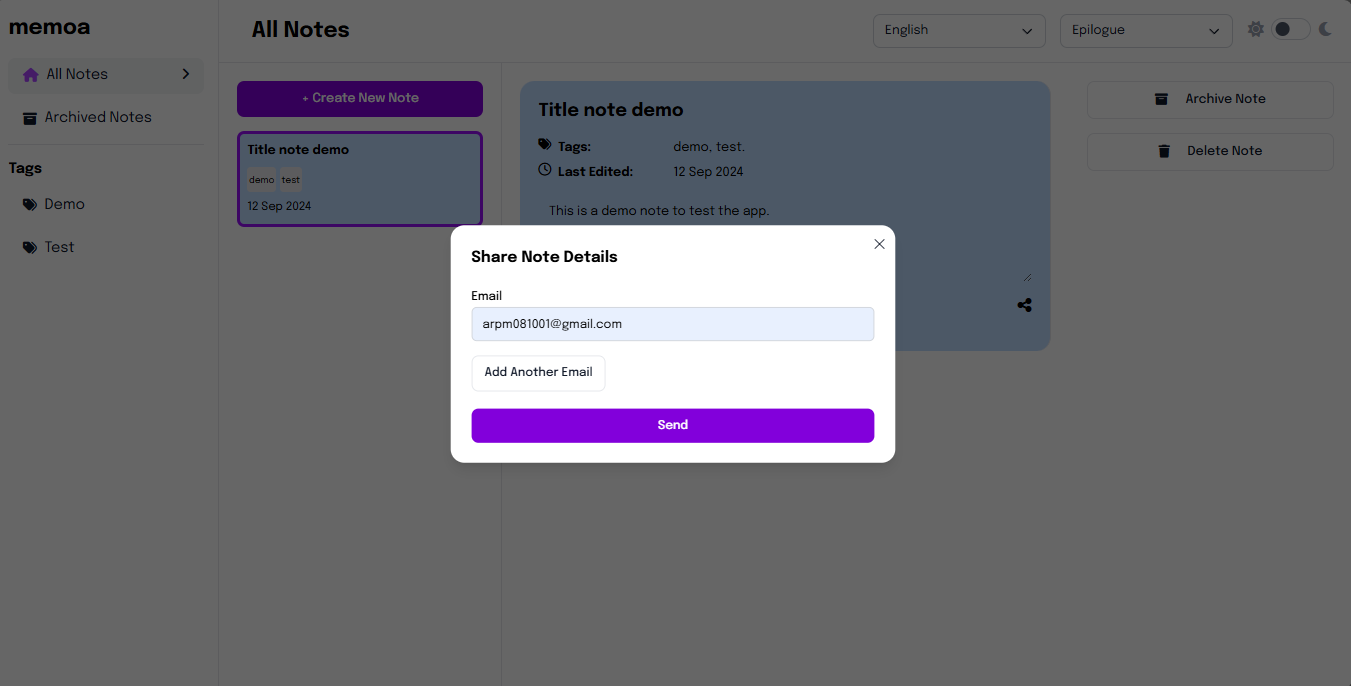 memoa
All Notes
Archived Notes
Tags
Demo
Test
All Notes
English
Epilogue
+ Create New Note
Title note demo
demo test
12 Sep 2024
Title note demo
Tags: demo, test.
Last Edited: 12 Sep 2024
This is a demo note to test the app.
Archive Note
Delete Note
Share Note Details
Email
arpm081001@gmail.com
Add Another Email
Send